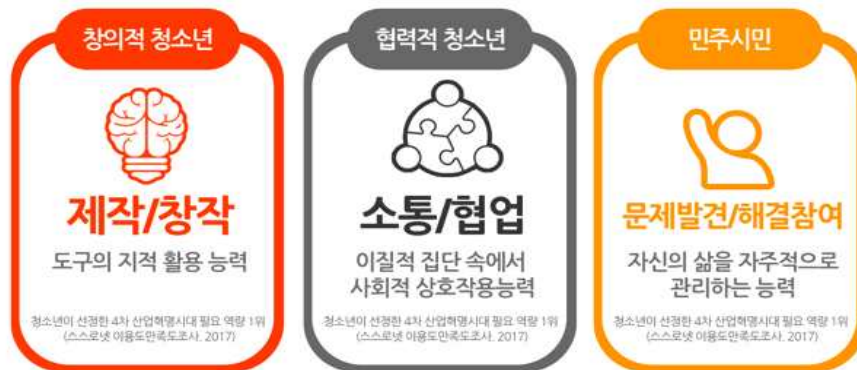 창의적 청소년
제작/창작
도구의 지적 활용 능력
청소년이 선정한 4차 산업혁명시대 필요 역량 1위
(스스로넷 이용도만족도조사. 2017)
협력적 청소년
소통/협업
이질적 집단 속에서
사회적 상호작용능력
청소년이 선정한 4차 산업혁명시대 필요 역량 1위
(스스로넷 이용도만족도조사. 2017)
민주시민
문제발견/해결참여
자신의 삶을 자주적으로
관리하는 능력
청소년이 선정한 4차 산업혁명시대 필요 역량 1위
(스스로넷 이용도만족도조사. 2017)